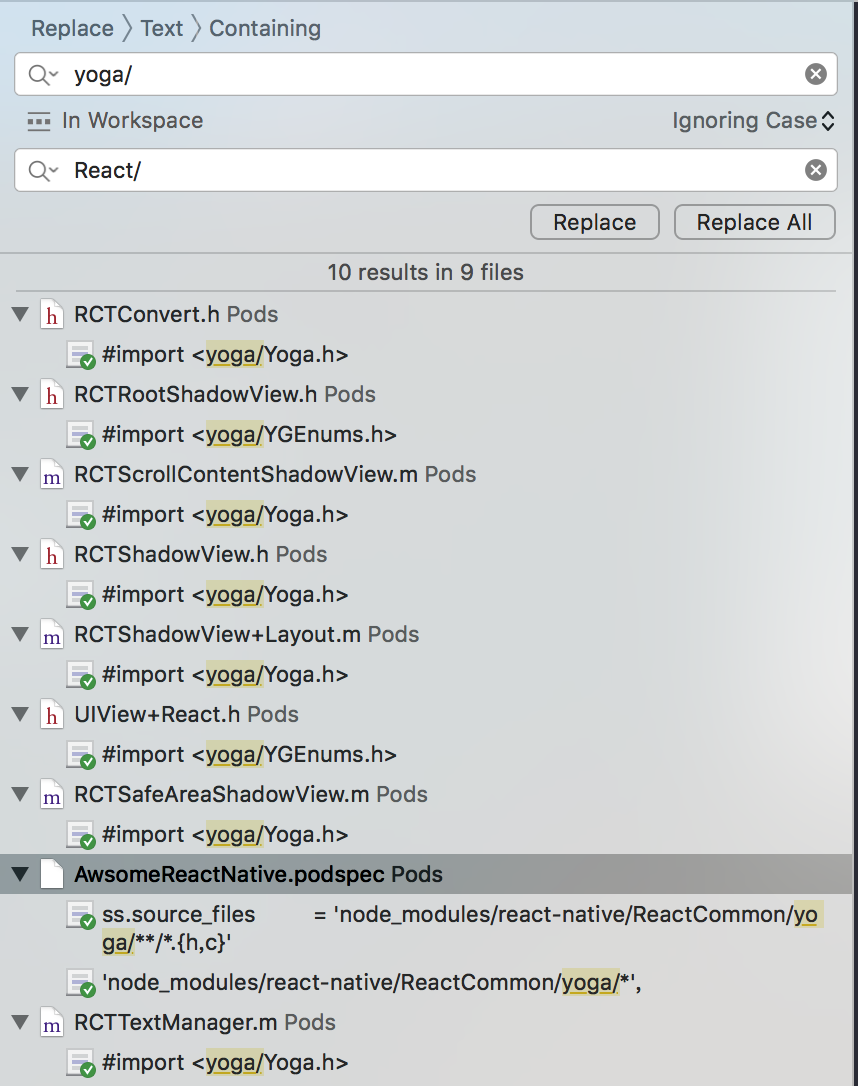 Replace 〉 Text 〉 Containing
yoga/
In Workspace Ignoring Case
React/
Replace Replace All
10 results in 9 files
RCTConvert.h Pods
#import <yoga/Yoga.h>
RCTRootShadowView.h Pods
#import <yoga/YGEnums.h>
RCTScrollContentShadowView.m Pods
#import <yoga/Yoga.h>
RCTShadowView.h Pods
#import <yoga/Yoga.h>
RCTShadowView+Layout.m Pods
#import <yoga/Yoga.h>
UIView+React.h Pods
#import <yoga/YGEnums.h>
RCTSafeAreaShadowView.m Pods
#import <yoga/Yoga.h>
AwsomeReactNative.podspec Pods
ss.source_files = 'node_modules/react-native/ReactCommon/yo
ga/**/*.{h,c}'
'node_modules/react-native/ReactCommon/yoga/*',
RCTTextManager.m Pods
#import <yoga/Yoga.h>